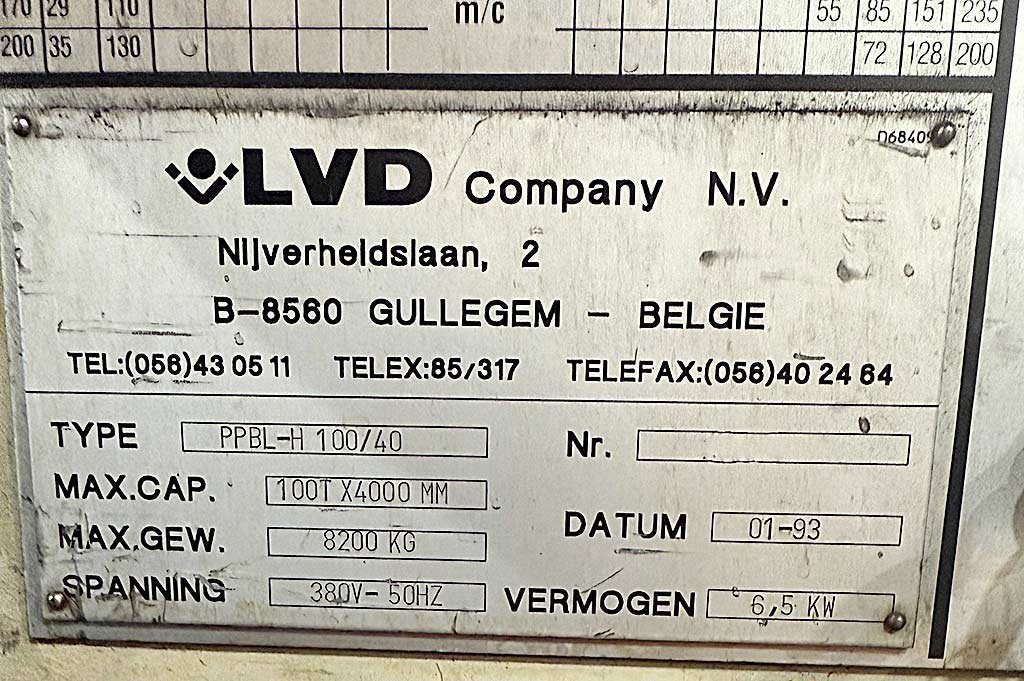 170 29 110 m/c 55 85 151 235
200 35 130 72 128 200
LVD Company N.V.
Nijverheidslaan, 2
B-8560 GULLEGEM - BELGIE
TEL:(056)43 05 11 TELEX:85/317 TELEFAX:(056)40 24 64
TYPE PPBL-H 100/40 Nr.
MAX.CAP. 100T X4000 MM
MAX.GEW. 8200 KG DATUM 01-93
SPANNING 380V-50HZ VERMOGEN 6,5 KW